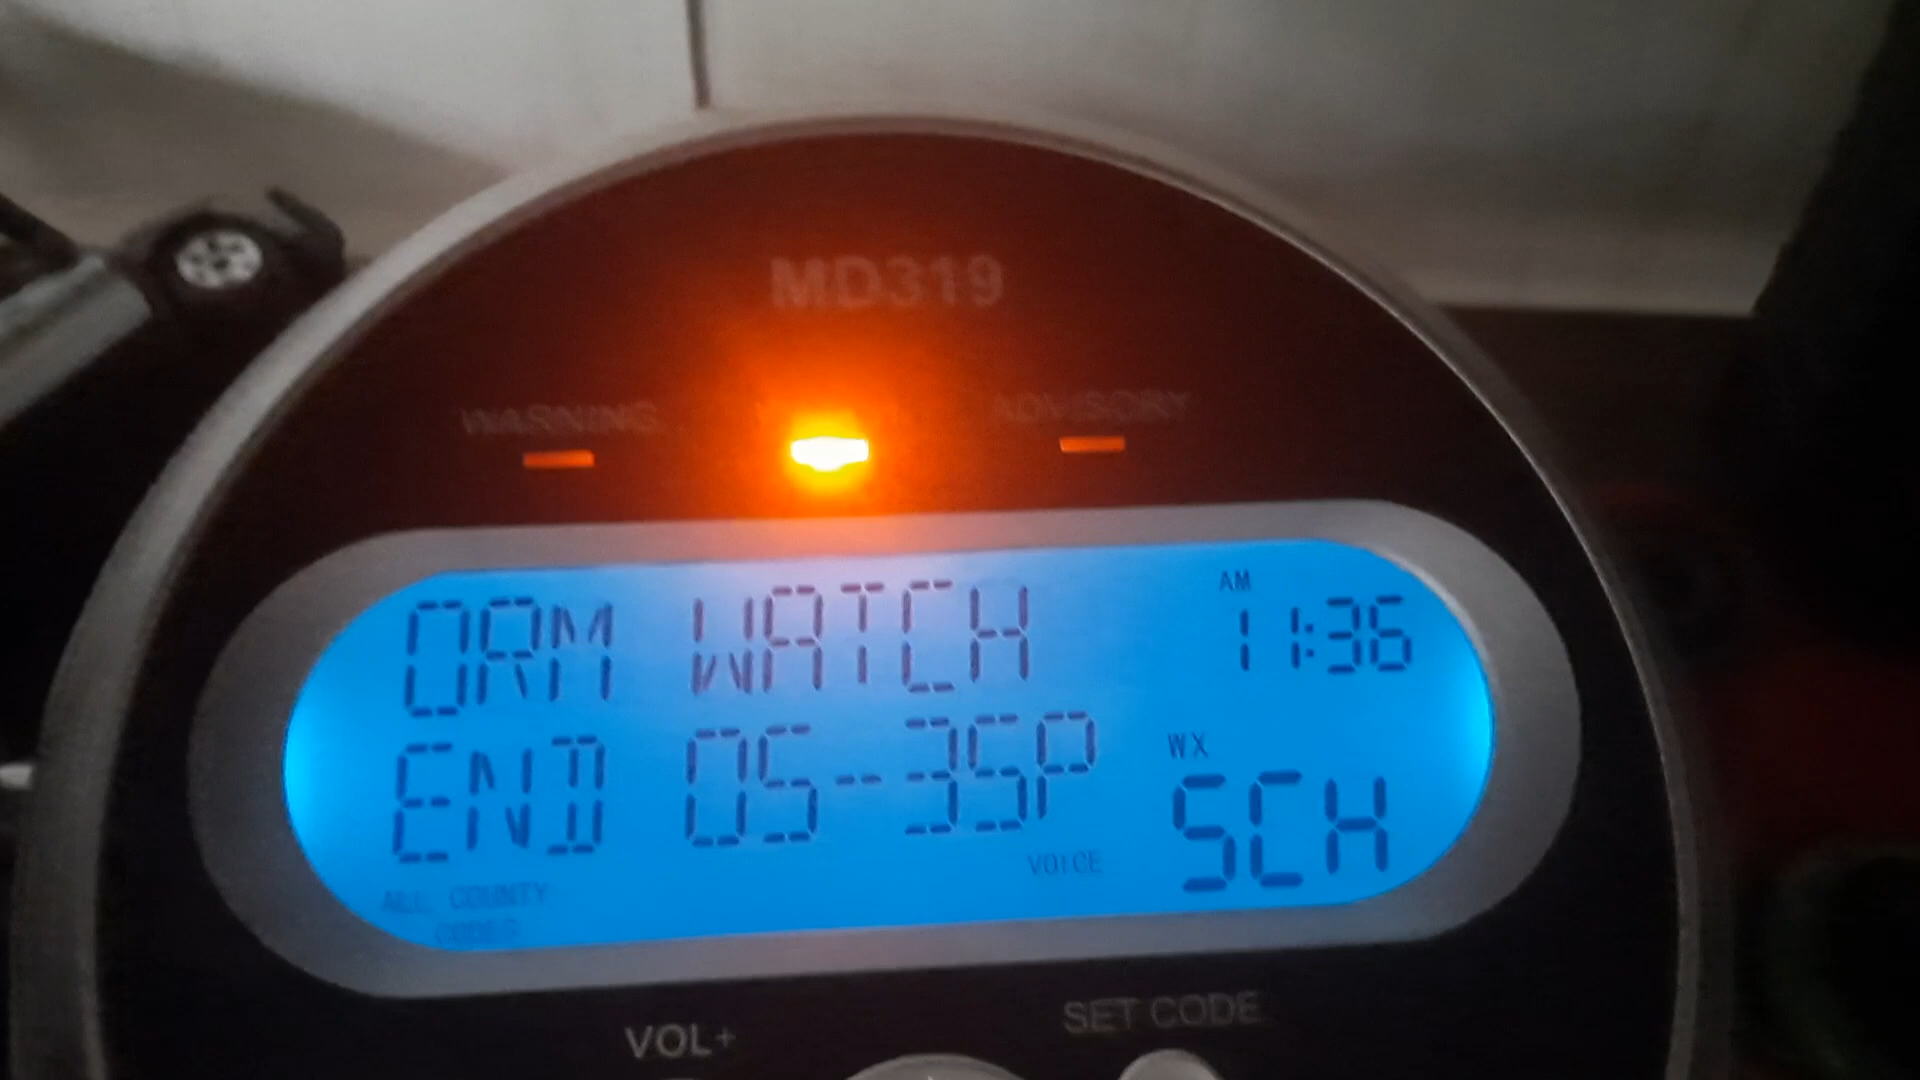 MD319
WARNING
ADVISORY
ORM WATCH
AM
11:36
END 05-35P
WX
SCH
VOICE
ALL COUNTY
CODES
VOL+
SET CODE